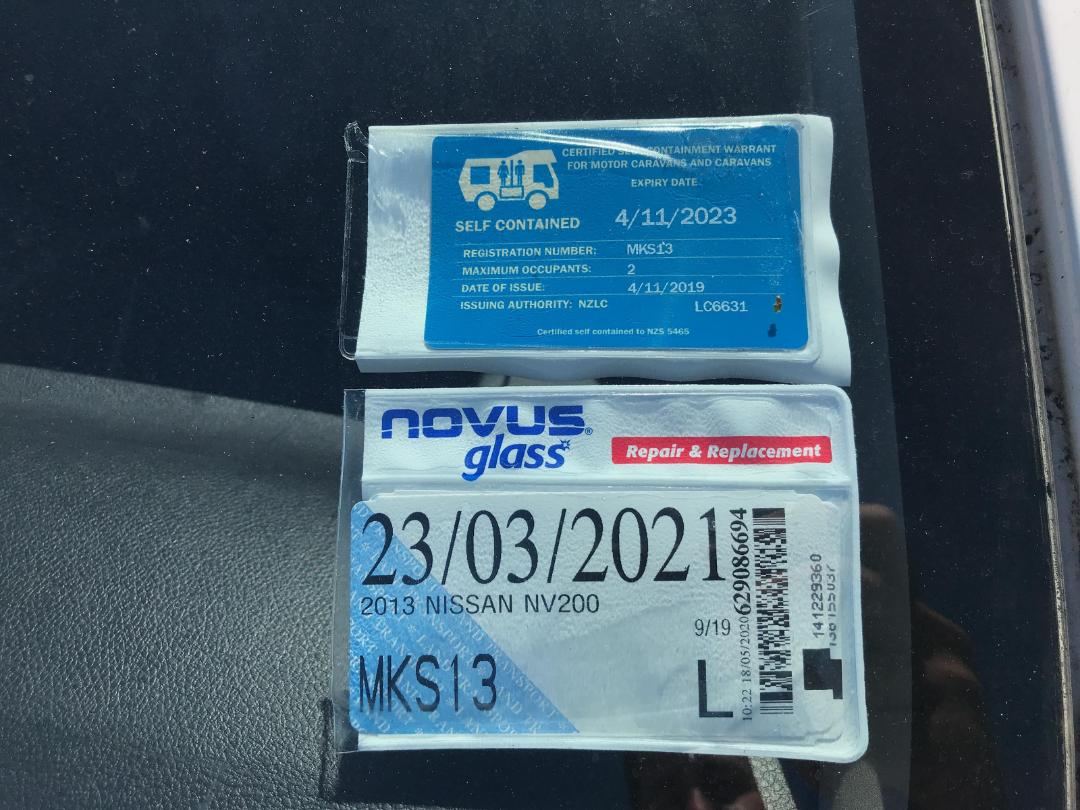 CERTIFIED SELF CONTAINMENT WARRANT
FOR MOTOR CARAVANS AND CARAVANS
EXPIRY DATE
4/11/2023
SELF CONTAINED
REGISTRATION NUMBER: MKS13
MAXIMUM OCCUPANTS: 2
DATE OF ISSUE: 4/11/2019
ISSUING AUTHORITY: NZLC LC6631
Certified self contained to NZS 5465
novus®
glass
Repair & Replacement
23/03/2021
2013 NISSAN NV200
9/19
MKS13
L
10:22 18/05/2020
629086694
141229360